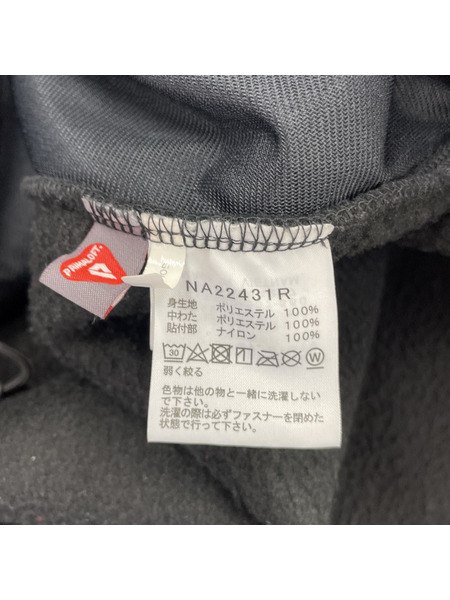 PRIMALOFT.
NA22431R
身生地 ポリエステル 100%
中わた ポリエステル 100%
貼付部 ナイロン 100%
30 W
弱く絞る
色物は他の物と一緒に洗濯しない
で下さい。
洗濯の際は必ずファスナーを閉めた
状態で行って下さい。